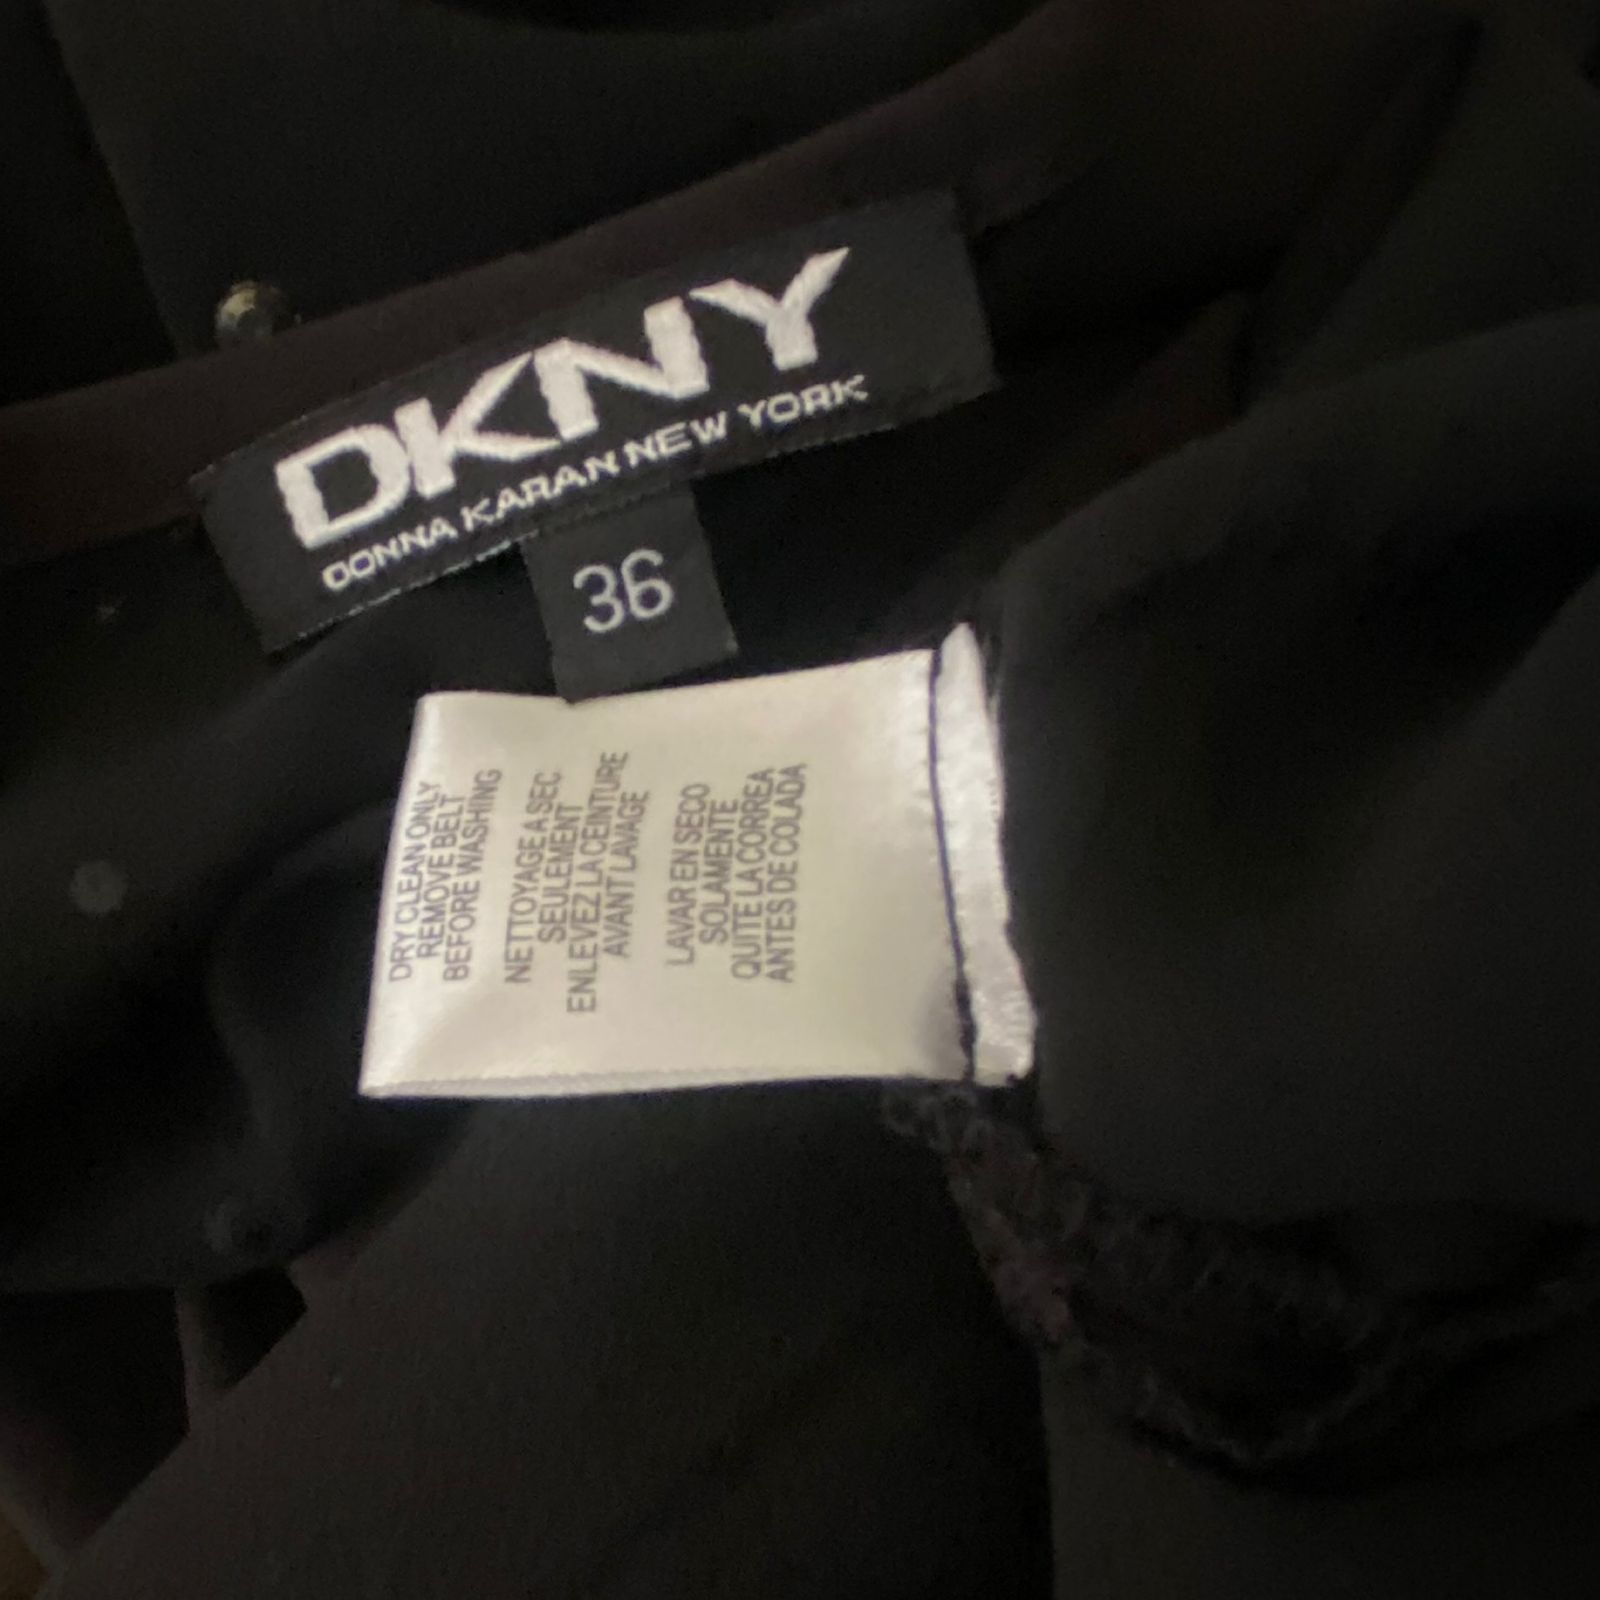 DKNY
DONNA KARAN NEW YORK
36
DRY CLEAN ONLY
REMOVE BELT
BEFORE WASHING
NETTOYAGE A SEC
SEULEMENT
ENLEVEZ LA CEINTURE
AVANT LAVAGE
LAVAR EN SECO
SOLAMENTE
QUITE LA CORREA
ANTES DE COLADA